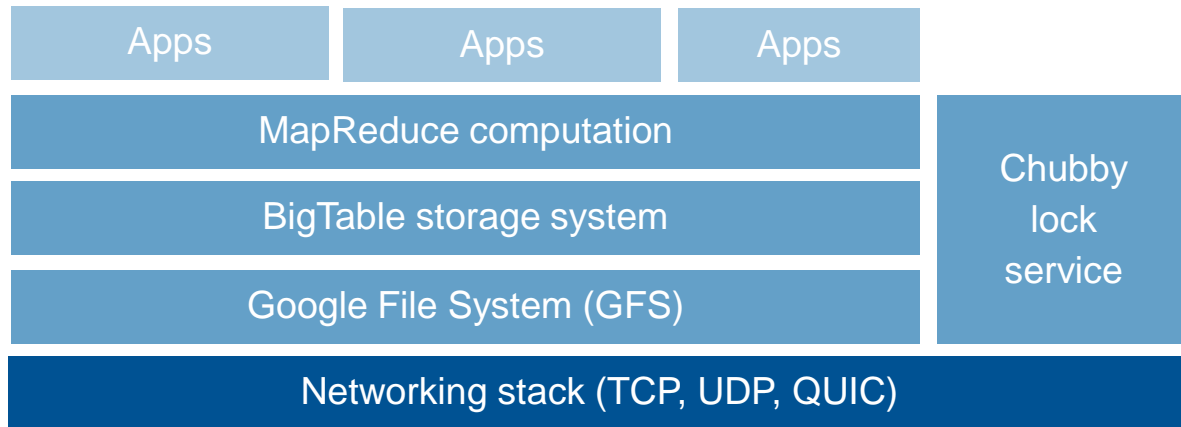 Apps
Apps
Apps
MapReduce computation
BigTable storage system
Google File System (GFS)
Chubby
lock
service
Networking stack (TCP, UDP, QUIC)